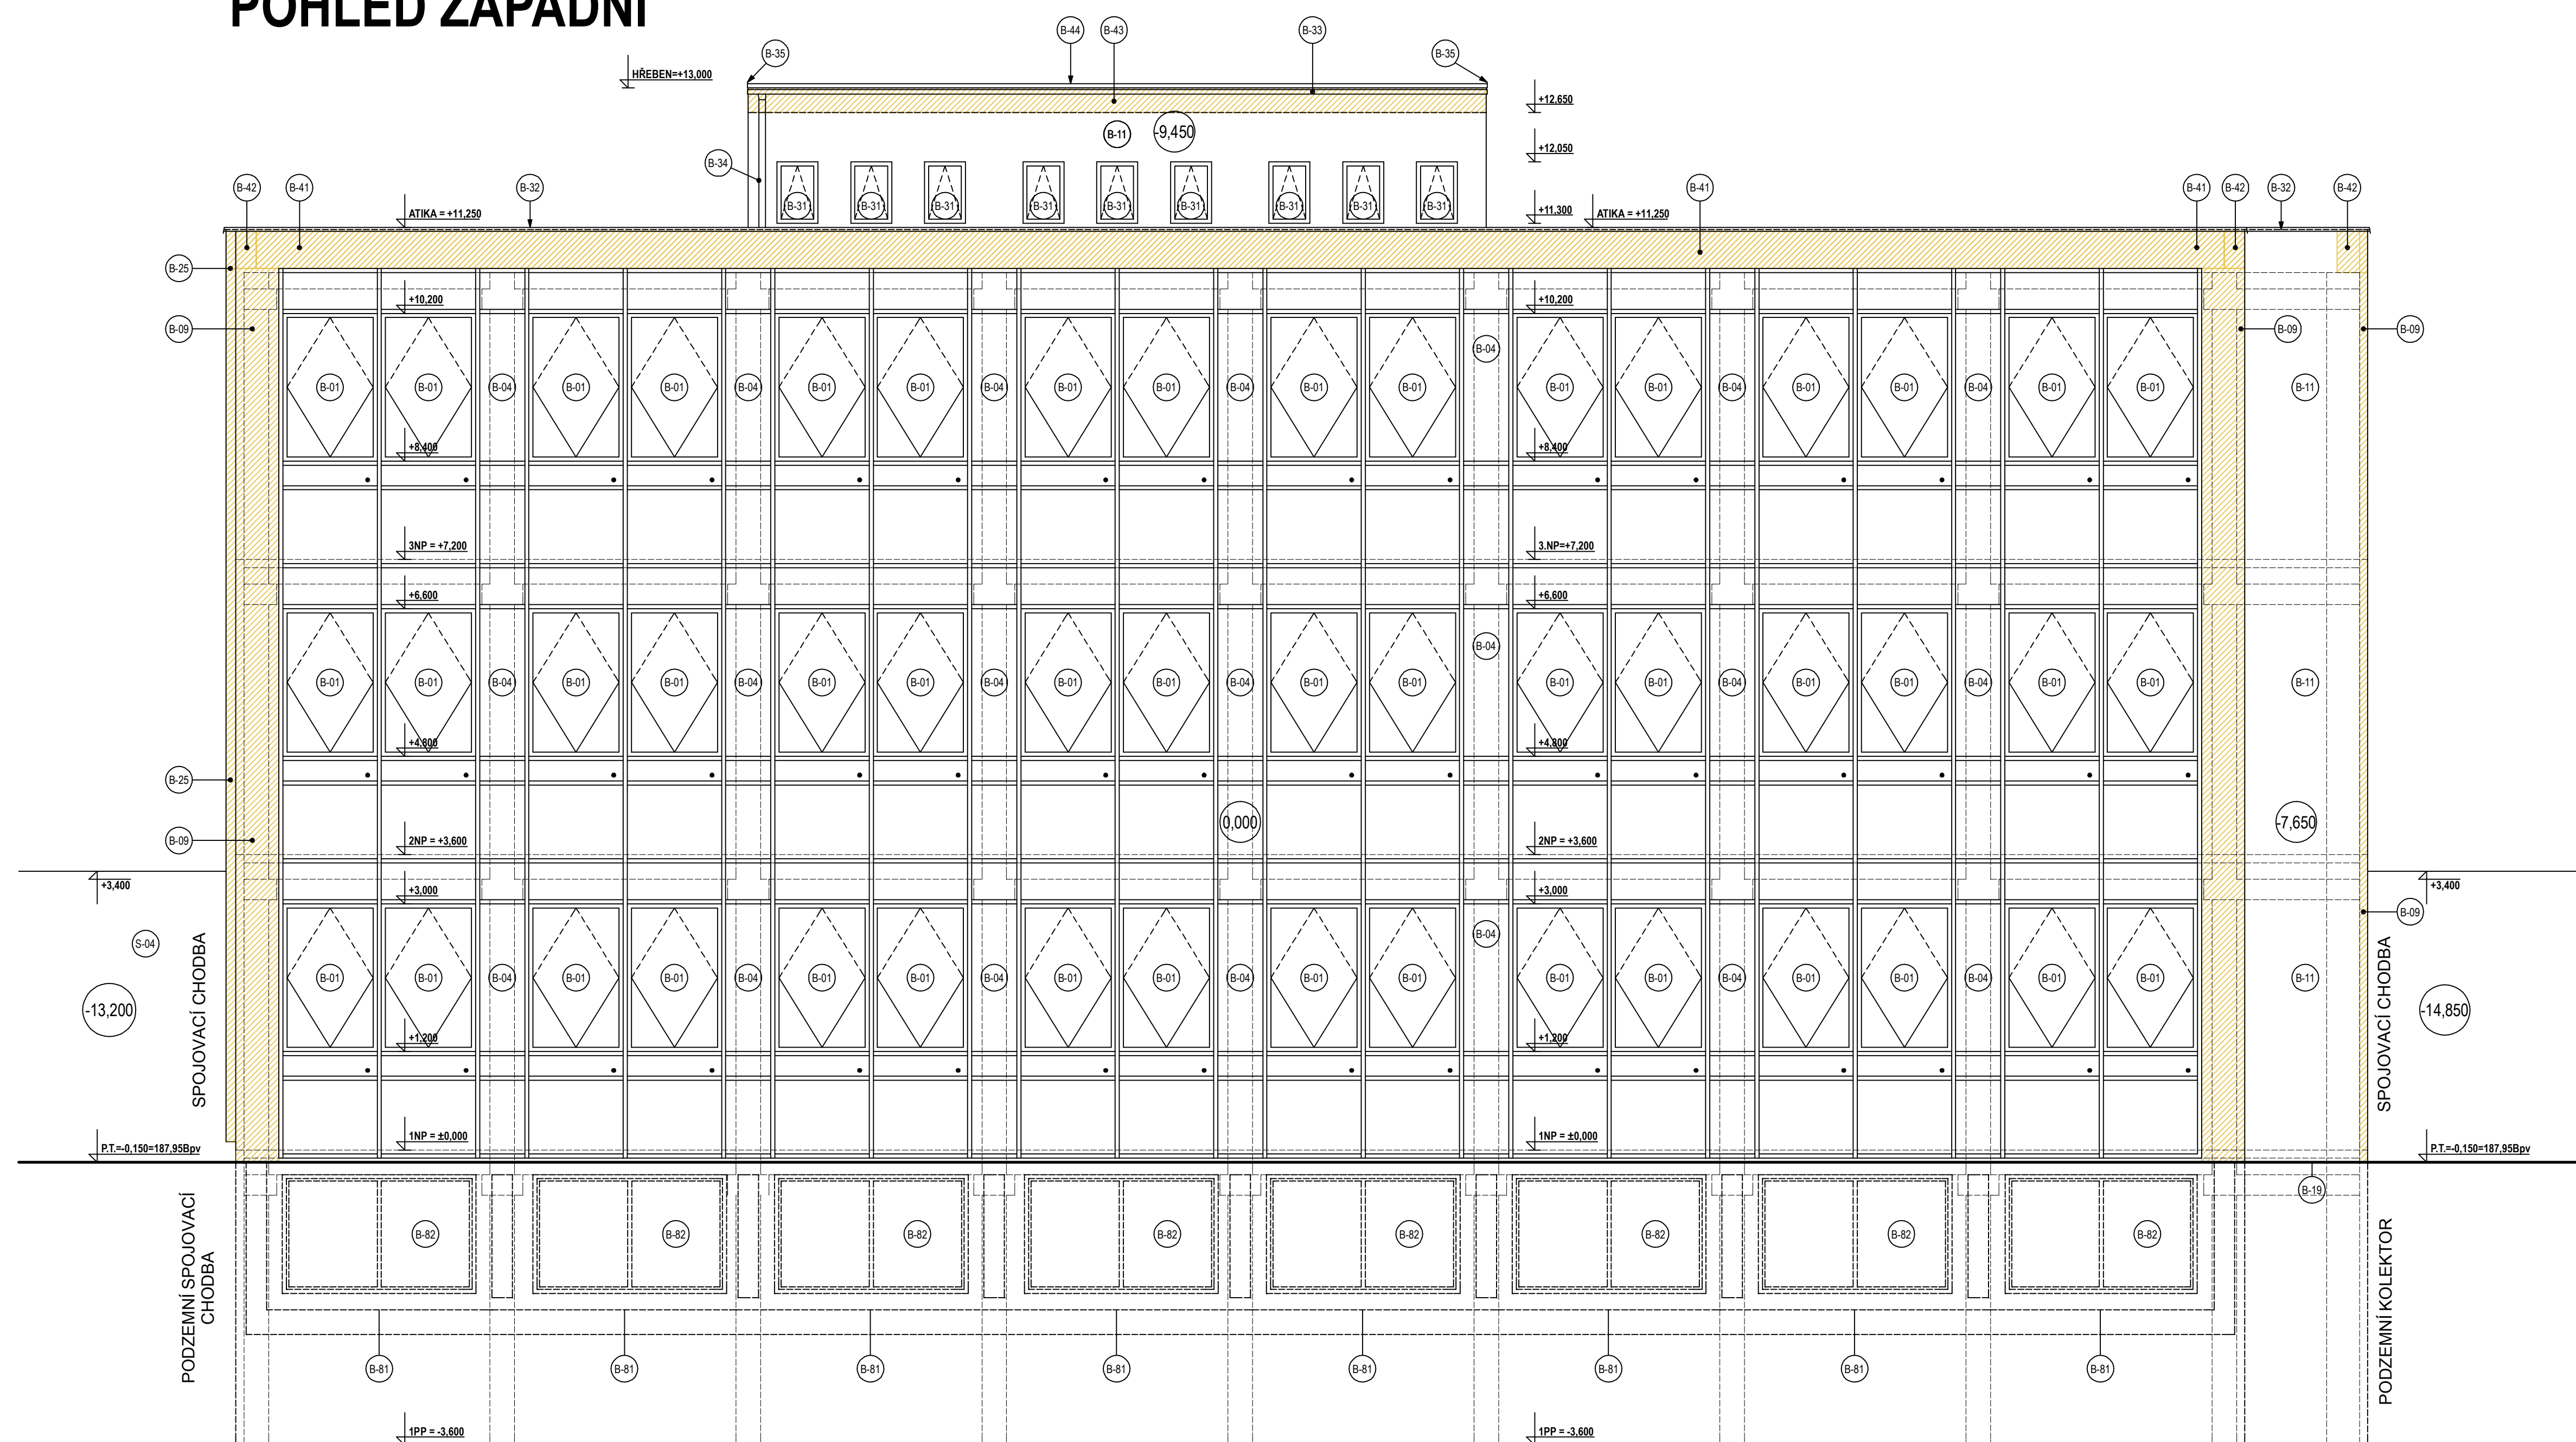 POHLED ZÁPADNÍ
B-44 B-43 B-33
B-35 B-35
HŘEBEN=+13,000
+12,650
B-11 -9,450
+12,050
B-34
B-42 B-41 B-32 B-41 B-41 B-42 B-32 B-42
B-31 B-31 B-31 B-31 B-31 B-31 B-31 B-31 B-31
ATIKA = +11,250 +11,300 ATIKA = +11,250
B-25
+10,200 +10,200
B-09 B-09 B-09
B-04
B-01 B-01 B-04 B-01 B-01 B-04 B-01 B-01 B-04 B-01 B-01 B-04 B-01 B-01 B-01 B-01 B-04 B-01 B-01 B-04 B-01 B-01 B-11
+8,400 +8,400
3NP = +7,200 3.NP=+7,200
+6,600 +6,600
B-04
B-01 B-01 B-04 B-01 B-01 B-04 B-01 B-01 B-04 B-01 B-01 B-04 B-01 B-01 B-01 B-01 B-04 B-01 B-01 B-04 B-01 B-01 B-11
+4,800 +4,800
B-25
0,000 -7,650
B-09 2NP = +3,600 2NP = +3,600
+3,400 +3,000 +3,000 +3,400
B-09
B-04
S-04
B-01 B-01 B-04 B-01 B-01 B-04 B-01 B-01 B-04 B-01 B-01 B-04 B-01 B-01 B-01 B-01 B-04 B-01 B-01 B-04 B-01 B-01 B-11
-13,200 SPOJOVACÍ CHODBA SPOJOVACÍ CHODBA -14,850
+1,200 +1,200
1NP = ±0,000 1NP = ±0,000
P.T.=-0,150=187,95Bpv P.T.=-0,150=187,95Bpv
B-19
B-82 B-82 B-82 B-82 B-82 B-82 B-82 B-82
PODZEMNÍ SPOJOVACÍ
CHODBA
PODZEMNÍ KOLEKTOR
B-81 B-81 B-81 B-81 B-81 B-81 B-81 B-81
1PP = -3,600 1PP = -3,600